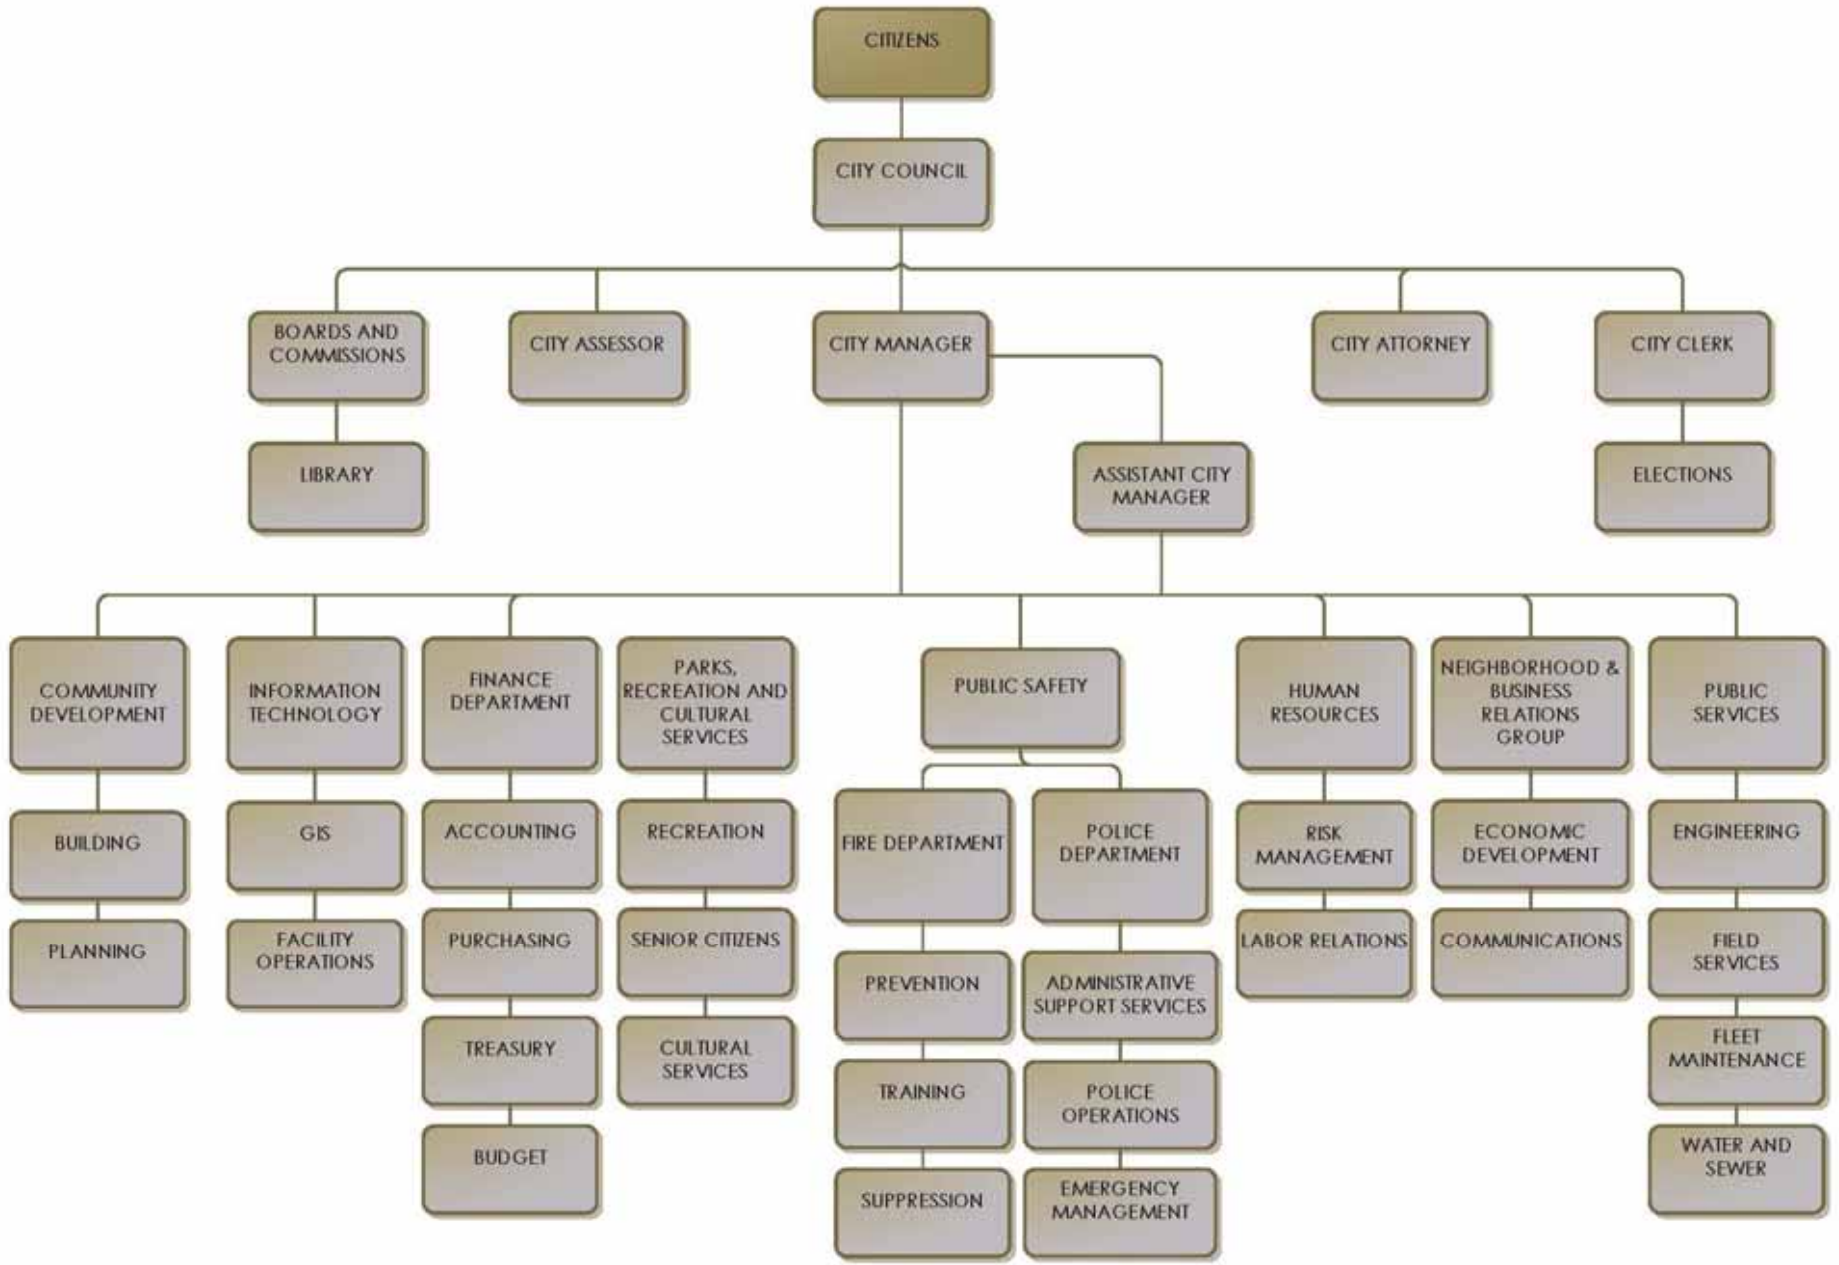 CITIZENS
CITY COUNCIL
BOARDS AND
COMMISSIONS
CITY ASSESSOR
CITY MANAGER
CITY ATTORNEY
CITY CLERK
LIBRARY
ASSISTANT CITY
MANAGER
ELECTIONS
COMMUNITY
DEVELOPMENT
INFORMATION
TECHNOLOGY
FINANCE
DEPARTMENT
PARKS,
RECREATION AND
CULTURAL
SERVICES
PUBLIC SAFETY
HUMAN
RESOURCES
NEIGHBORHOOD &
BUSINESS
RELATIONS
GROUP
PUBLIC
SERVICES
BUILDING
GIS
ACCOUNTING
RECREATION
FIRE DEPARTMENT
POLICE
DEPARTMENT
RISK
MANAGEMENT
ECONOMIC
DEVELOPMENT
ENGINEERING
PLANNING
FACILITY
OPERATIONS
PURCHASING
SENIOR CITIZENS
PREVENTION
ADMINISTRATIVE
SUPPORT SERVICES
LABOR RELATIONS
COMMUNICATIONS
FIELD
SERVICES
TREASURY
CULTURAL
SERVICES
TRAINING
POLICE
OPERATIONS
FLEET
MAINTENANCE
BUDGET
SUPPRESSION
EMERGENCY
MANAGEMENT
WATER AND
SEWER